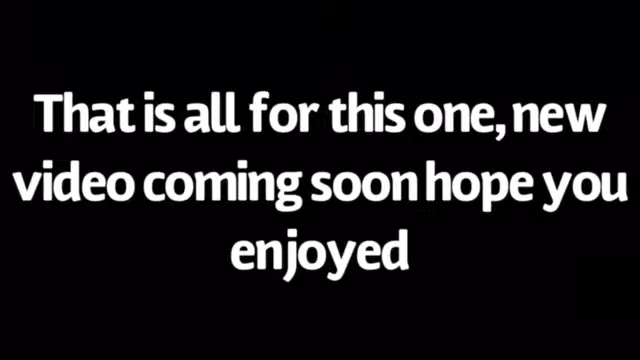 That is all for this one, new
video coming soon hope you
enjoyed